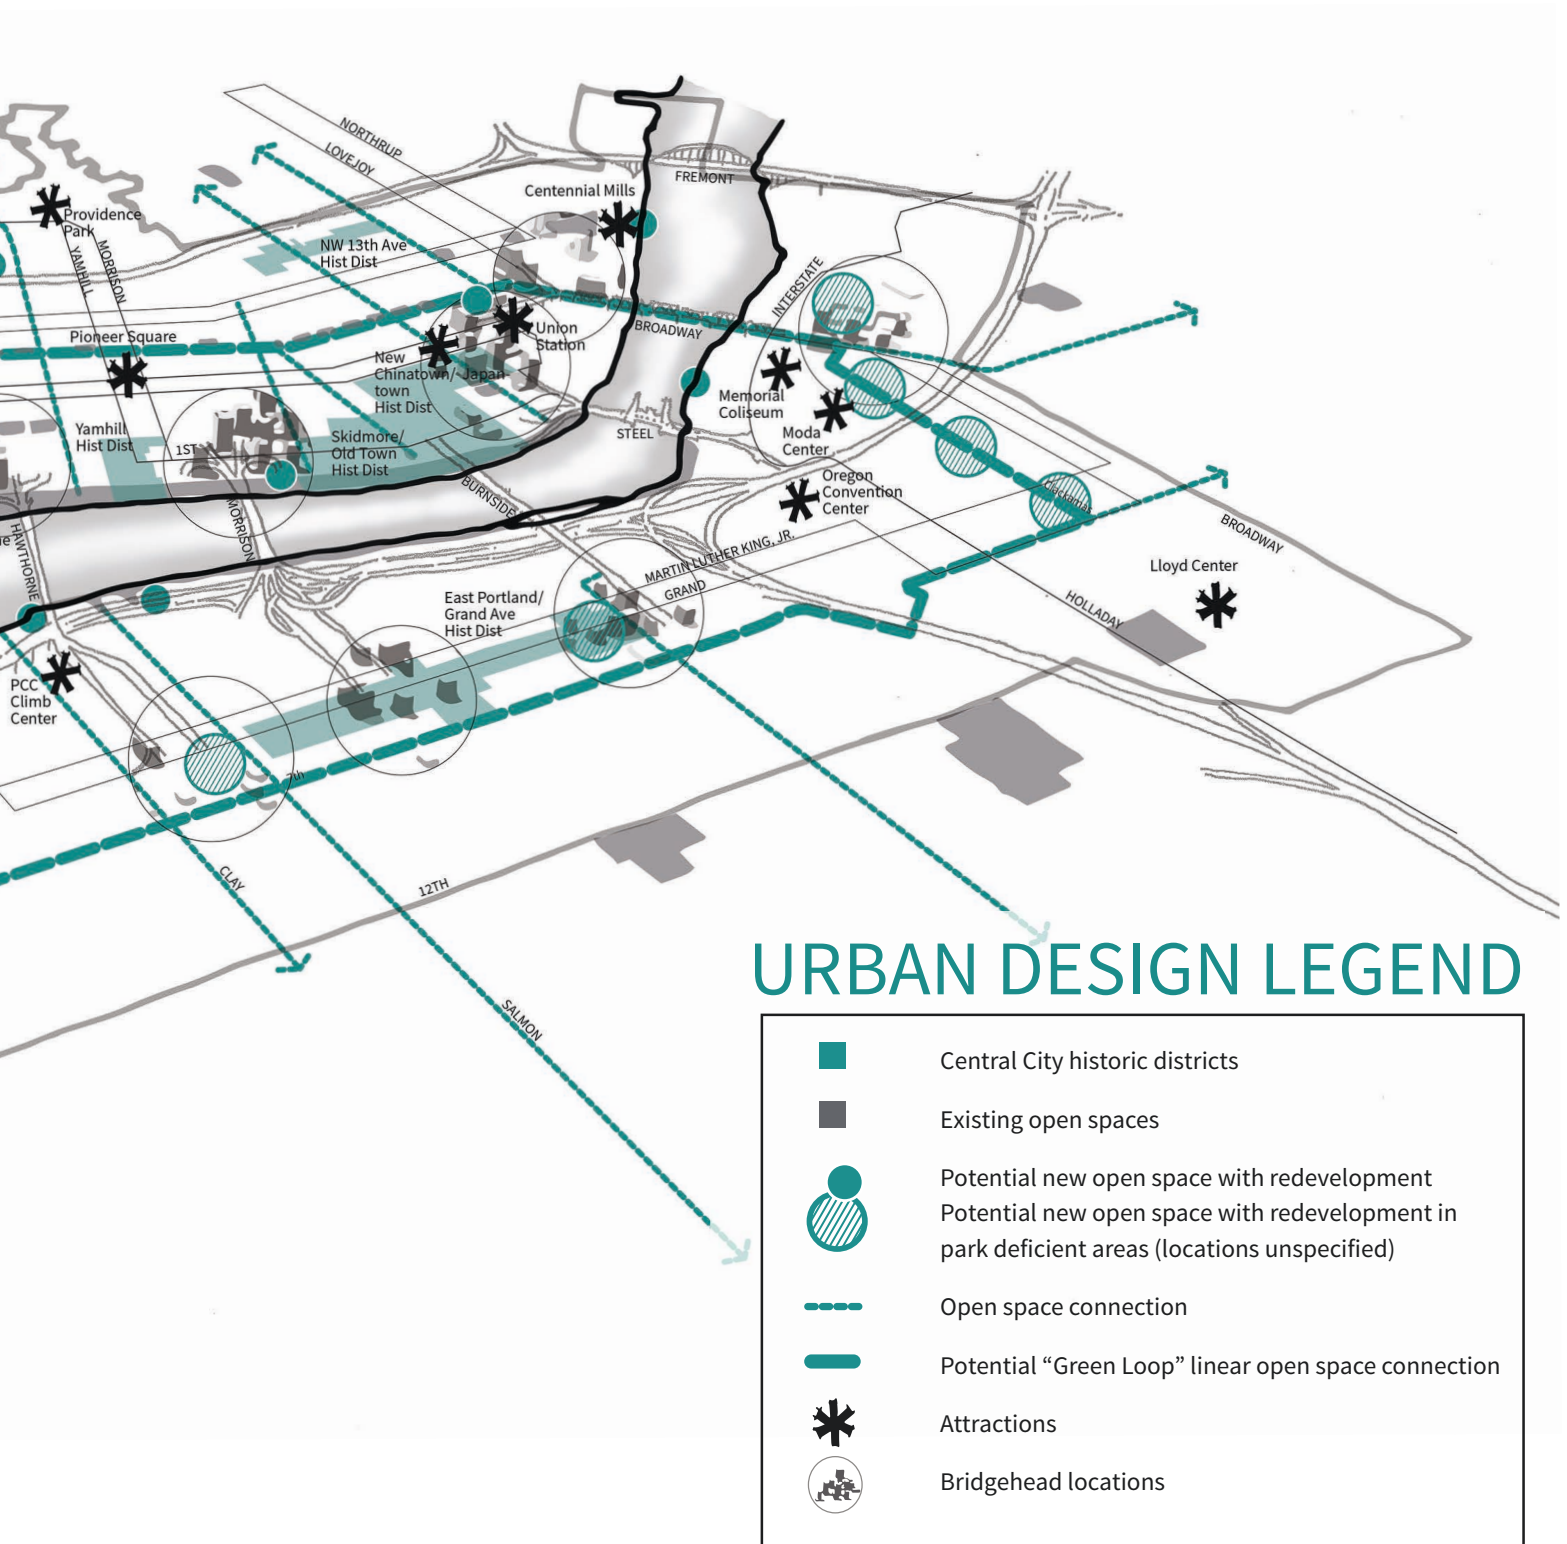 NORTHRUP
LOVEJOY
FREMONT
Centennial Mills
Providence
Park
YAMHILL
MORRISON
NW 13th Ave
Hist Dist
INTERSTATE
Pioneer Square
Union
Station
BROADWAY
New
Chinatown/ Japan-
town
Hist Dist
Memorial
Coliseum
Moda
Center
STEEL
Yamhill
Hist Dist
1ST
Skidmore/
Old Town
Hist Dist
Oregon
Convention
Center
Clackamas
BURNSIDE
MORRISON
HAWTHORNE
BROADWAY
MARTIN LUTHER KING, JR.
GRAND
Lloyd Center
HOLLADAY
East Portland/
Grand Ave
Hist Dist
PCC
Climb
Center
7th
CLAY
12TH
SALMON
URBAN DESIGN LEGEND
Central City historic districts
Existing open spaces
Potential new open space with redevelopment
Potential new open space with redevelopment in
park deficient areas (locations unspecified)
Open space connection
Potential “Green Loop” linear open space connection
Attractions
Bridgehead locations